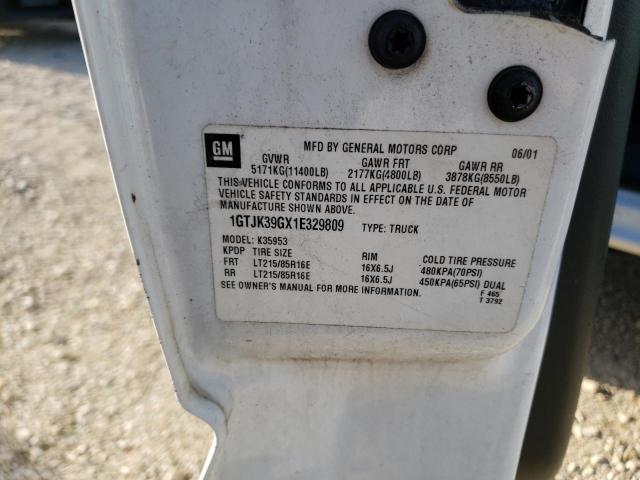 GM
MFD BY GENERAL MOTORS CORP 06/01
GVWR GAWR FRT GAWR RR
5171KG(11400LB) 2177KG(4800LB) 3878KG(8550LB)
THIS VEHICLE CONFORMS TO ALL APPLICABLE U.S. FEDERAL MOTOR
VEHICLE SAFETY STANDARDS IN EFFECT ON THE DATE OF
MANUFACTURE SHOWN ABOVE.
1GTJK39GX1E329809 TYPE: TRUCK
MODEL: K35953
KPDP TIRE SIZE RIM COLD TIRE PRESSURE
FRT LT215/85R16E 16X6.5J 480KPA(70PSI)
RR LT215/85R16E 16X6.5J 450KPA(65PSI) DUAL
SEE OWNER'S MANUAL FOR MORE INFORMATION. F 465
T 3792